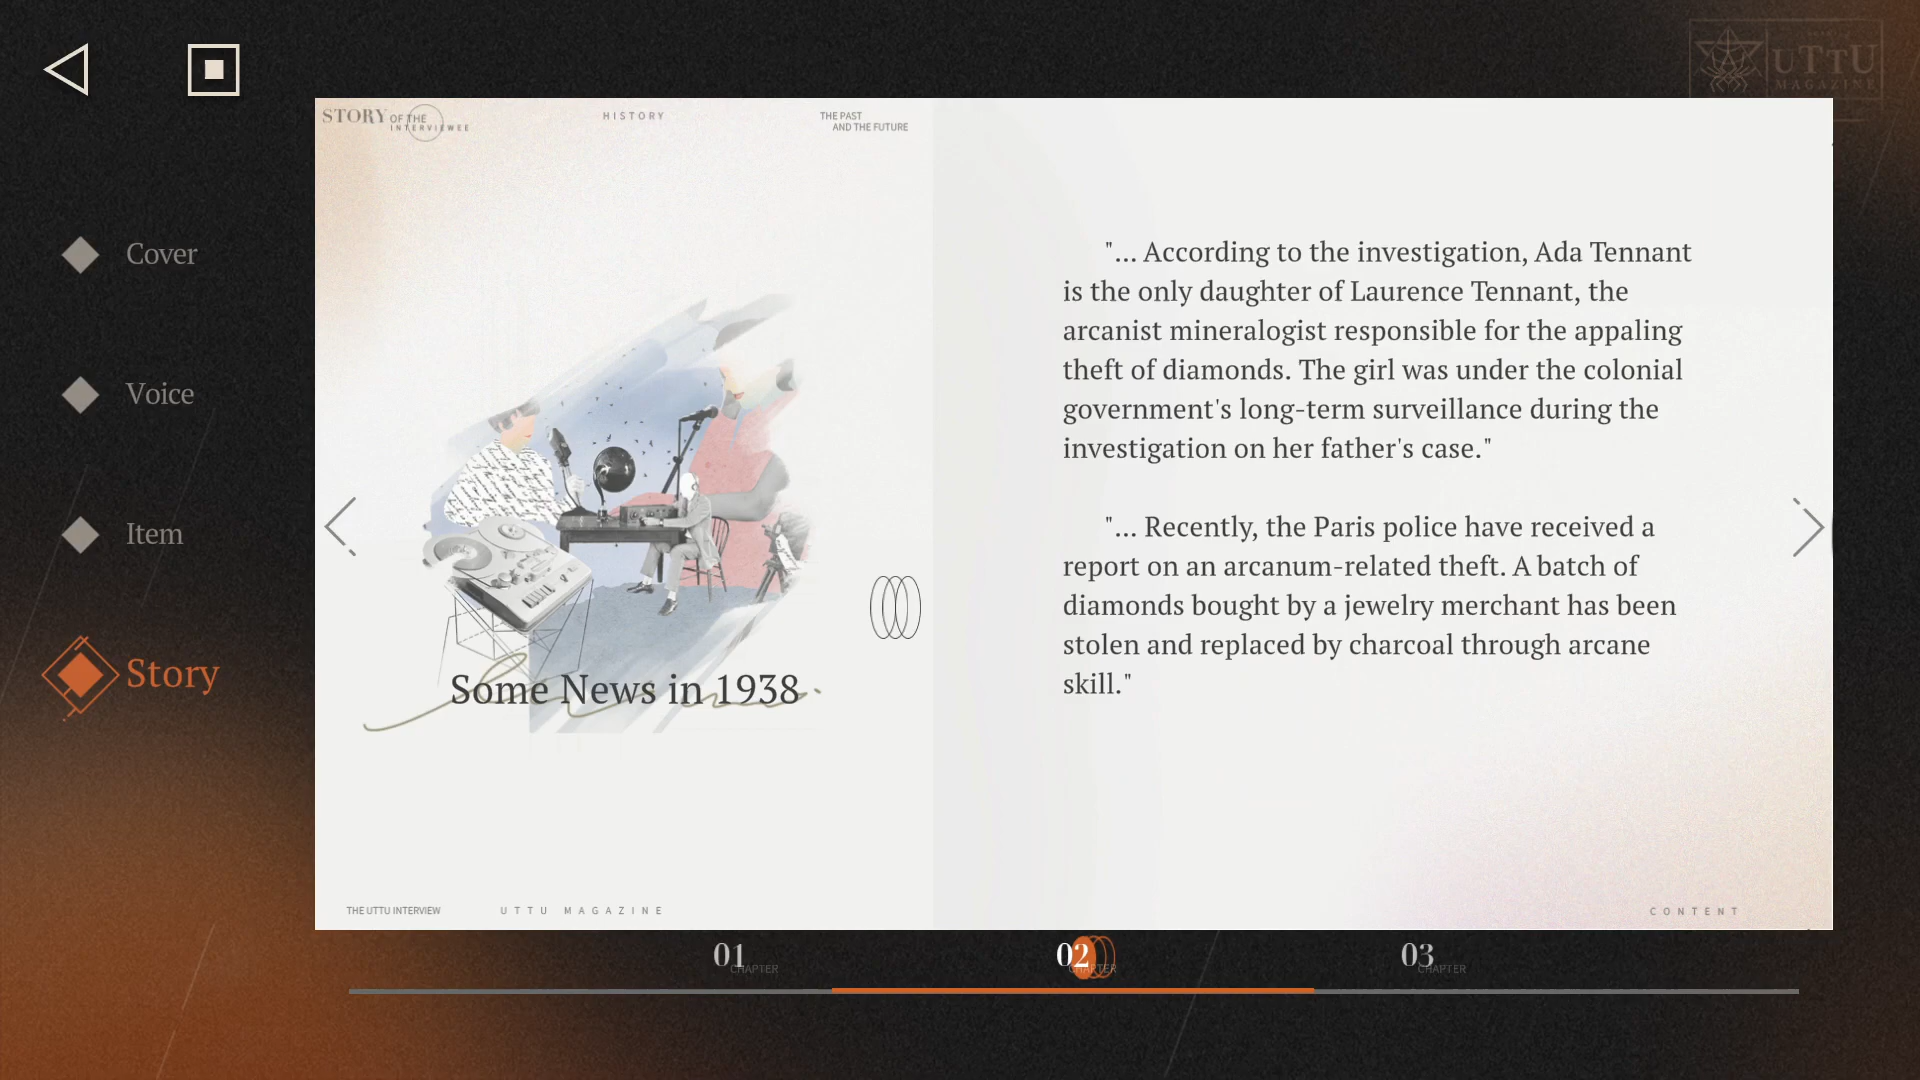 UTTU
MAGAZINE
Cover
Voice
Item
Story
STORY OF THE
INTERVIEWEE
HISTORY
THE PAST
AND THE FUTURE
Some News in 1938
THE UTTU INTERVIEW
UTTU MAGAZINE
"... According to the investigation, Ada Tennant
is the only daughter of Laurence Tennant, the
arcanist mineralogist responsible for the appaling
theft of diamonds. The girl was under the colonial
government's long-term surveillance during the
investigation on her father's case."
"... Recently, the Paris police have received a
report on an arcanum-related theft. A batch of
diamonds bought by a jewelry merchant has been
stolen and replaced by charcoal through arcane
skill."
CONTENT
01
CHAPTER
02
CHAPTER
03
CHAPTER